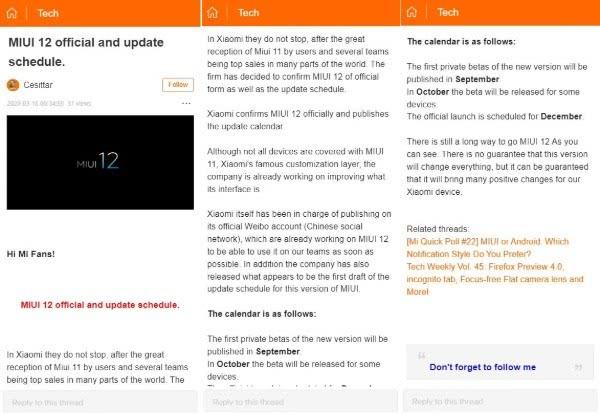 Tech
MIUI 12 official and update
schedule.
Cesittar
Follow
MIUI 12
Hi MI Fans!
MIUI 12 official and update schedule.
In Xiaomi they do not stop, after the great
reception of Miui 11 by users and several teams
being top sales in many parts of the world. The
Reply to this thread
Tech
In Xiaomi they do not stop, after the great
reception of Miui 11 by users and several teams
being top sales in many parts of the world. The
firm has decided to confirm MIUI 12 of official
form as well as the update schedule.
Xiaomi confirms MIUI 12 officially and publishes
the update calendar
Although not all devices are covered with MIUI
11, Xiaomi's famous customization layer, the
company is already working on improving what
its interface is
Xiaomi itself has been in charge of publishing on
its official Weibo account (Chinese social
network), which are already working on MIUI 12
to be able to use it on our teams as soon as
possible. In addition the company has also
released what appears to be the first draft of the
update schedule for this version of MIUI.
The calendar is as follows:
The first private betas of the new version will be
published in September.
In October the beta will be released for some
devices.
Reply to this thread
Tech
The calendar is as follows:
The first private betas of the new version will be
published in September.
In October the beta will be released for some
devices.
The official launch is scheduled for December.
There is still a long way to go MIUI 12 As you
can see. There is no guarantee that this version
will change everything, but it can be guaranteed
that it will bring many positive changes for our
Xiaomi device.
Related threads:
[Mi Quick Poll #22] MIUI or Android: Which
Notification Style Do You Prefer?
Tech Weekly Vol. 45: Firefox Preview 4.0,
incognito tab, Focus-free Flat camera lens and
More!
Don't forget to follow me
Reply to this thread